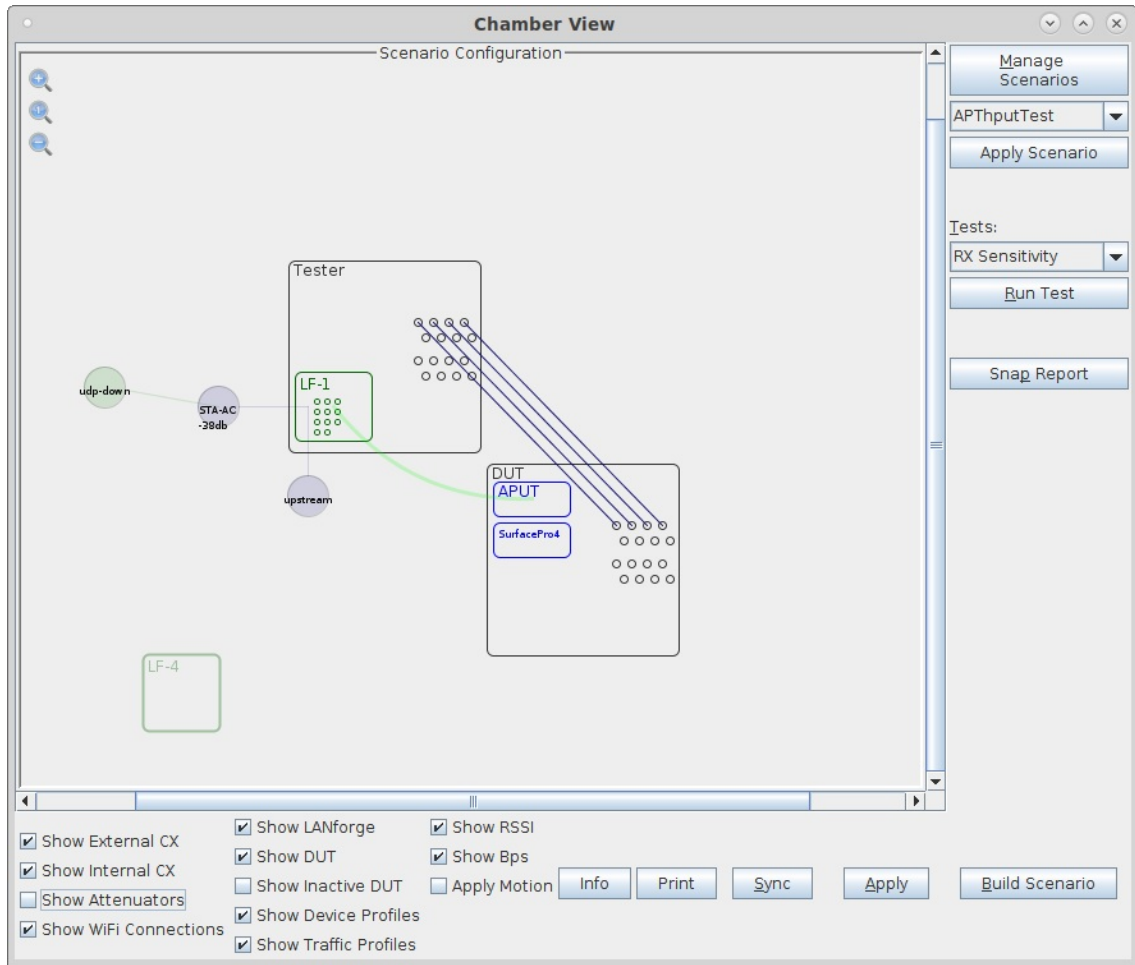 Chamber View
Scenario Configuration
Manage
Scenarios
APThputTest
Apply Scenario
Tests:
RX Sensitivity
Run Test
Snap Report
Tester
LF-1
udp-down
STA-AC
-38db
upstream
DUT
APUT
SurfacePro4
LF-4
Show External CX
Show Internal CX
Show Attenuators
Show WiFi Connections
Show LANforge
Show DUT
Show Inactive DUT
Show Device Profiles
Show Traffic Profiles
Show RSSI
Show Bps
Apply Motion
Info
Print
Sync
Apply
Build Scenario